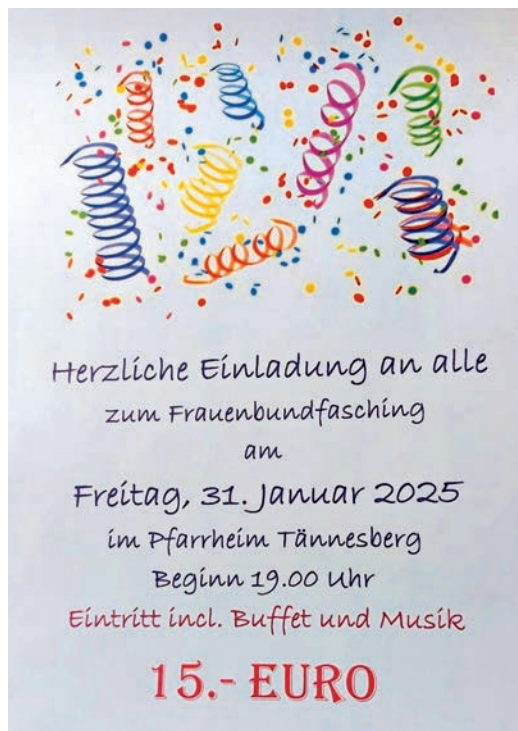 Herzliche Einladung an alle
zum Frauenbundfasching
am
Freitag, 31. Januar 2025
im Pfarrheim Tännesberg
Beginn 19.00 Uhr
Eintritt incl. Buffet und Musik
15.- EURO